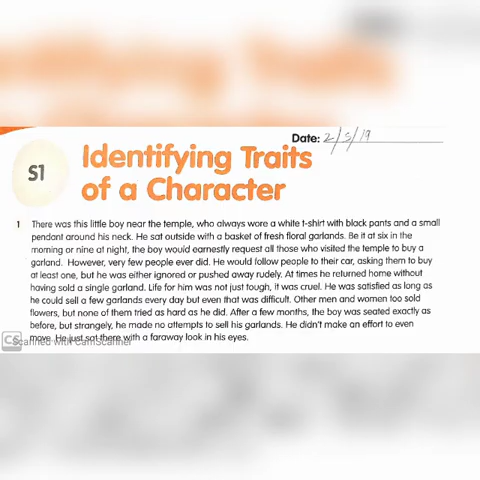 Date: 2/5/19
S1
Identifying Traits
of a Character
1 There was this little boy near the temple, who always wore a white t-shirt with black pants and a small
pendant around his neck. He sat outside with a basket of fresh floral garlands. Be it at six in the
morning or nine at night, the boy would earnestly request all those who visited the temple to buy a
garland. However, very few people ever did. He would follow people to their car, asking them to buy
at least one, but he was either ignored or pushed away rudely. At times he returned home without
having sold a single garland. Life for him was not just tough, it was cruel. He was satisfied as long as
he could sell a few garlands every day but even that was difficult. Other men and women too sold
flowers, but none of them tried as hard as he did. After a few months, the boy was seated exactly as
before, but strangely, he made no attempts to sell his garlands. He didn't make an effort to even
move. He just sat there with a faraway look in his eyes.
CS Scanned with CamScanner